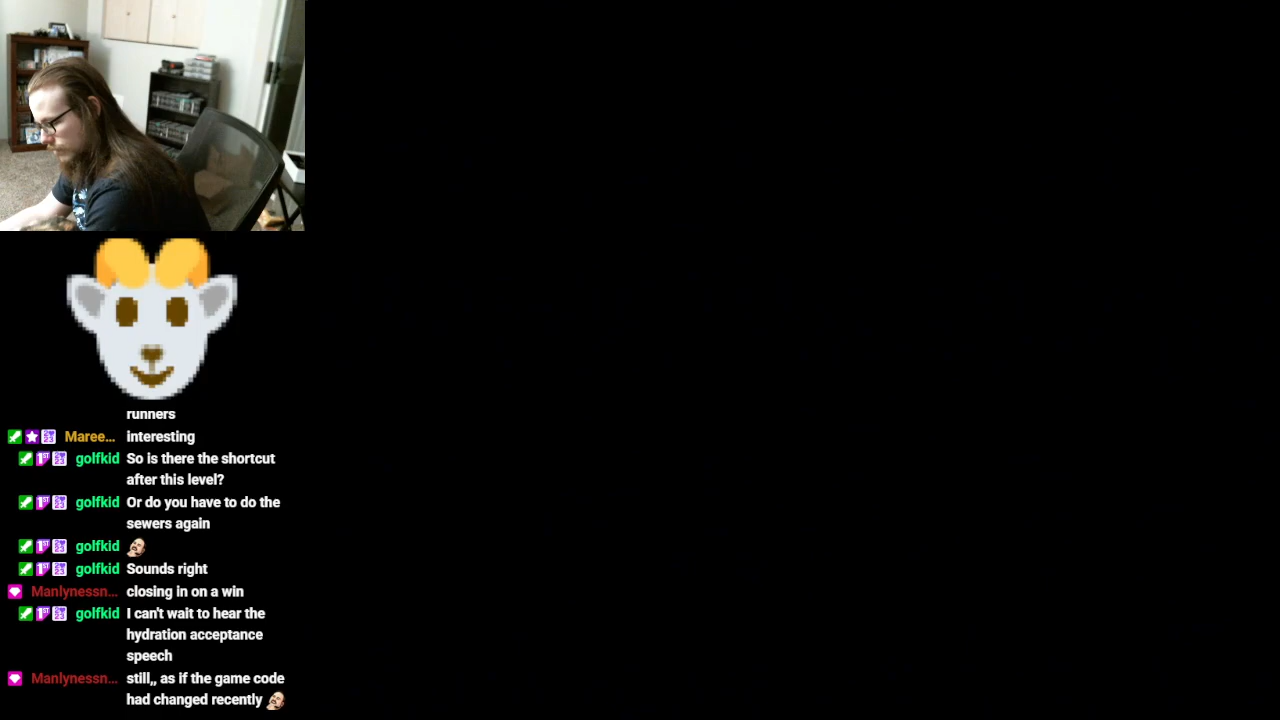 runners
Maree... interesting
golfkid So is there the shortcut
after this level?
golfkid Or do you have to do the
sewers again
golfkid
golfkid Sounds right
Manlynessn... closing in on a win
golfkid I can't wait to hear the
hydration acceptance
speech
Manlynessn... still,, as if the game code
had changed recently